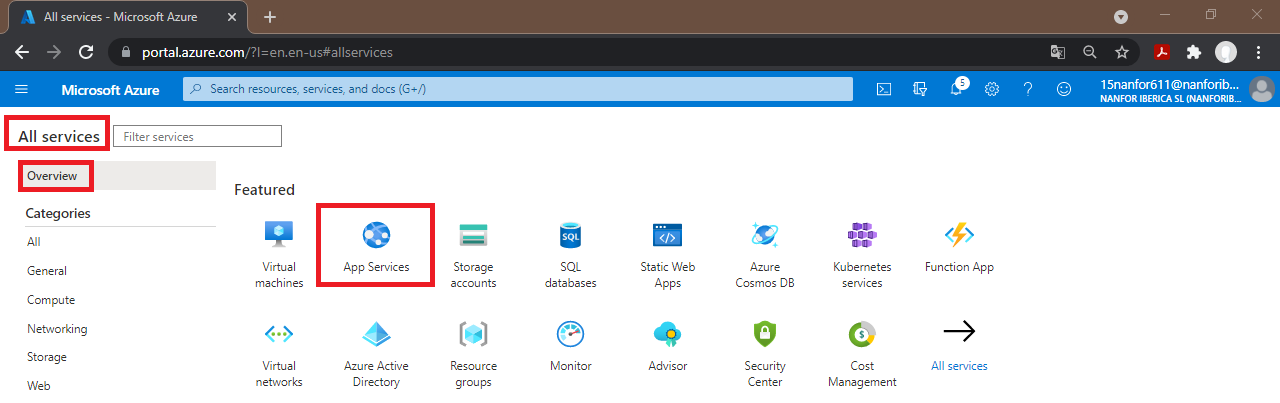 All services - Microsoft Azure
portal.azure.com/?l=en.en-us#allservices
Microsoft Azure
Search resources, services, and docs (G+/)
5
15nanfor611@nanforib...
NANFOR IBERICA SL (NANFORIB...
All services
Filter services
Overview
Categories
All
General
Compute
Networking
Storage
Web
Featured
Virtual
machines
App Services
Storage
accounts
SQL
SQL
databases
Static Web
Apps
Azure
Cosmos DB
Kubernetes
services
Function App
Virtual
networks
Azure Active
Directory
Resource
groups
Monitor
Advisor
Security
Center
$
Cost
Management
All services